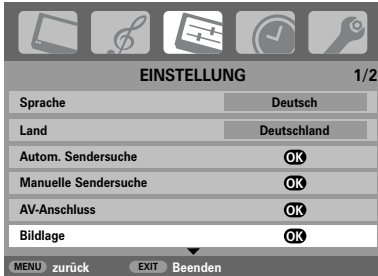 EINSTELLUNG 1/2
Sprache Deutsch
Land Deutschland
Autom. Sendersuche OK
Manuelle Sendersuche OK
AV-Anschluss OK
Bildlage OK
MENU zurück EXIT Beenden